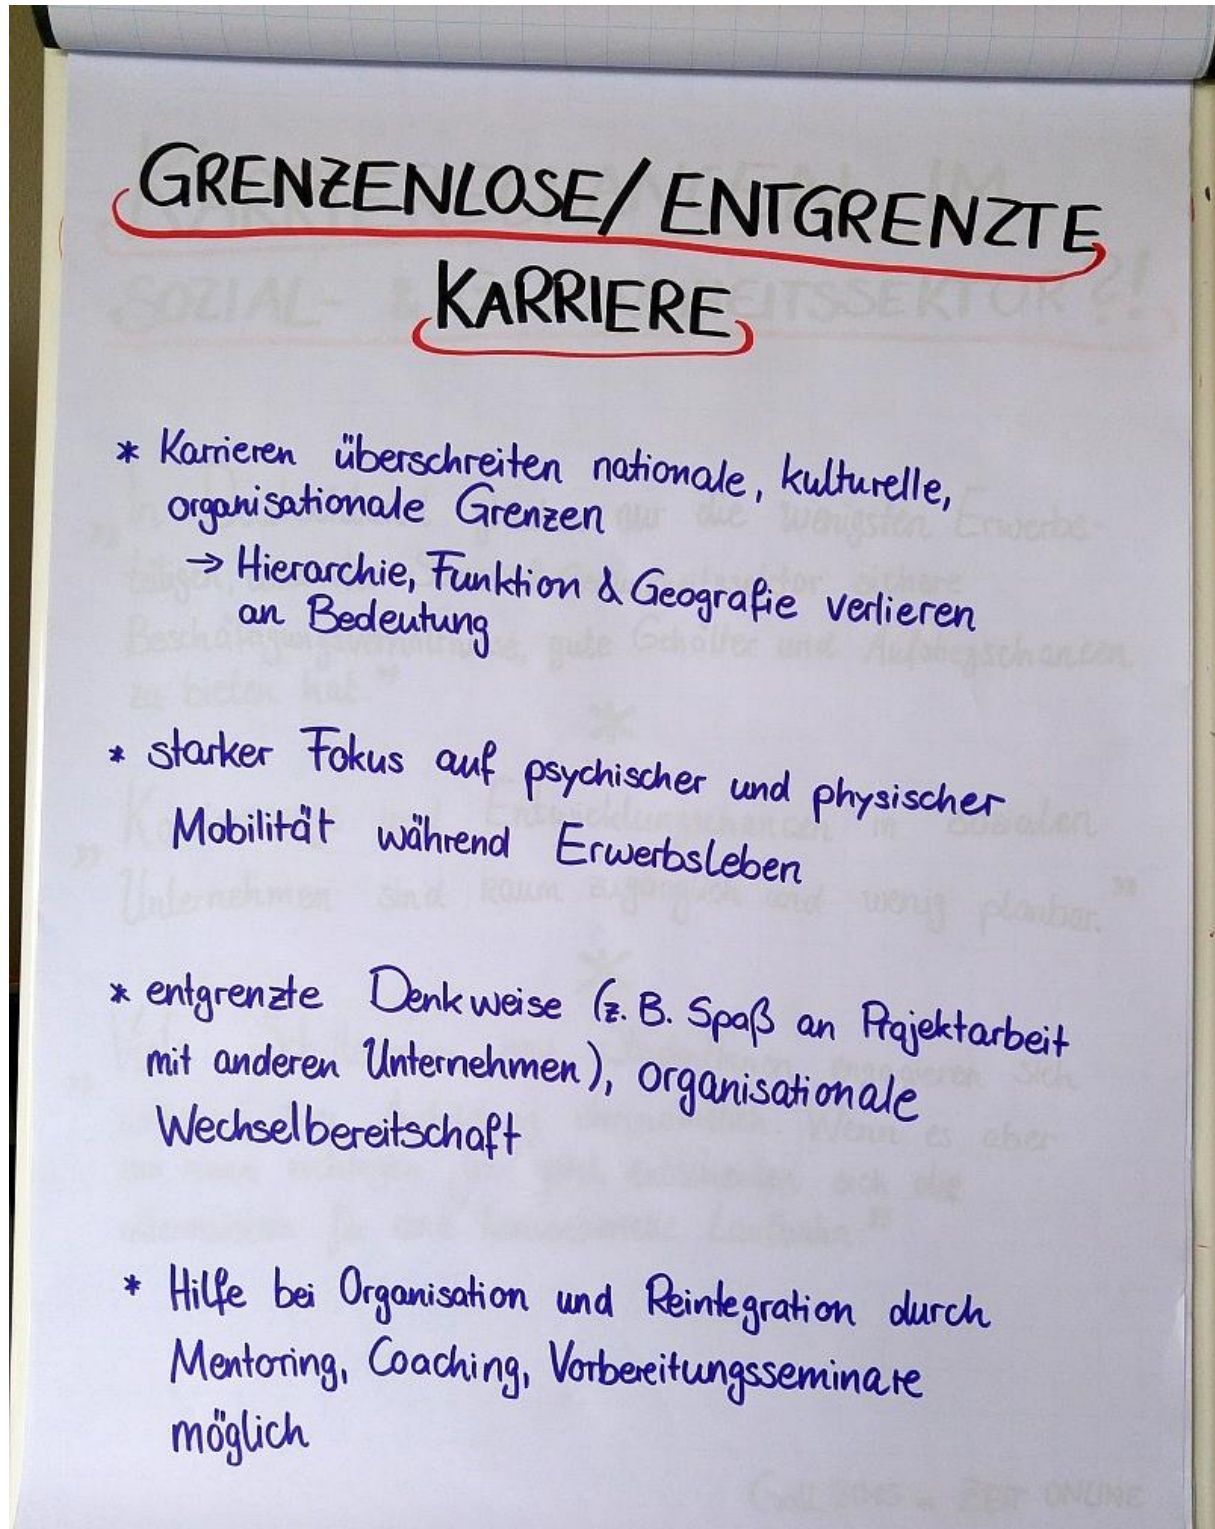 GRENZENLOSE/ENTGRENZTE
KARRIERE
* Karrieren überschreiten nationale, kulturelle,
organisationale Grenzen
→ Hierarchie, Funktion & Geografie verlieren
an Bedeutung
* starker Fokus auf psychischer und physischer
Mobilität während Erwerbsleben
* entgrenzte Denkweise (z.B. Spaß an Projektarbeit
mit anderen Unternehmen), organisationale
Wechselbereitschaft
* Hilfe bei Organisation und Reintegration durch
Mentoring, Coaching, Vorbereitungsseminare
möglich